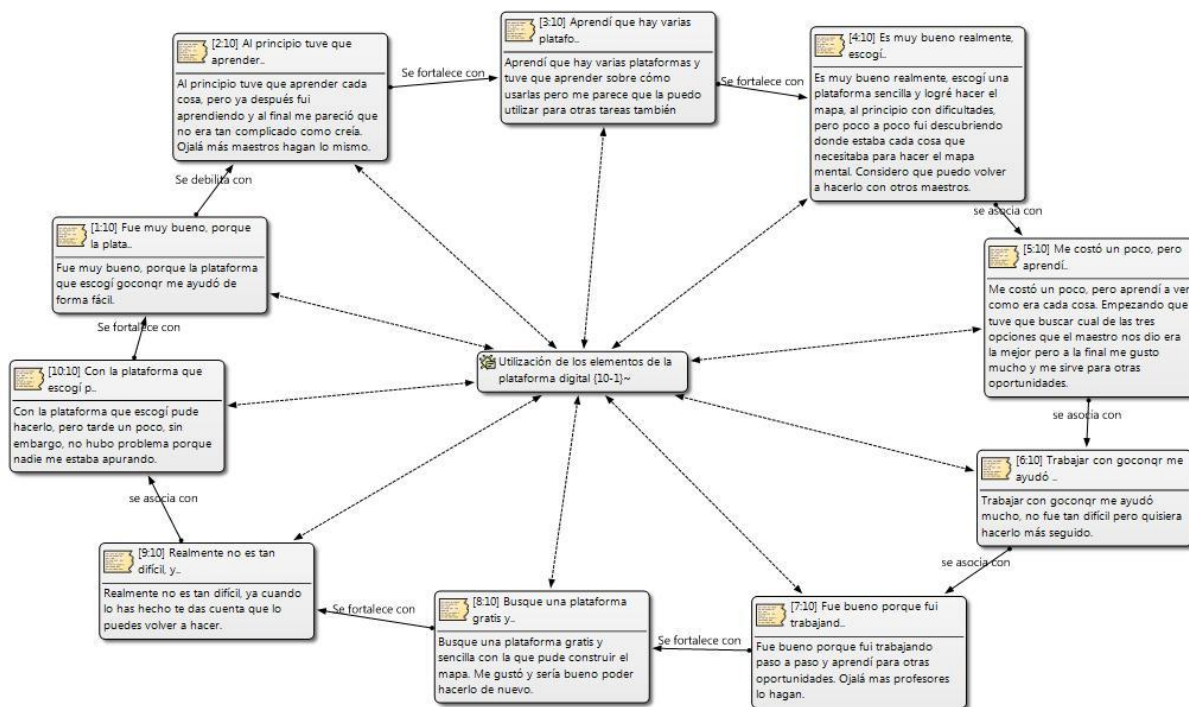 [3:10] Aprendí que hay varias
platafo..
Aprendí que hay varias plataformas y
tuve que aprender sobre cómo
usarlas pero me parece que la puedo
utilizar para otras tareas también
[2:10] Al principio tuve que
aprender..
Al principio tuve que aprender cada
cosa, pero ya después fui
aprendiendo y al final me pareció que
no era tan complicado como creía.
Ojalá más maestros hagan lo mismo.
Se fortalece con
Se fortalece con
[4:10] Es muy bueno realmente,
escogí..
Es muy bueno realmente, escogí una
plataforma sencilla y logré hacer el
mapa, al principio con dificultades,
pero poco a poco fui descubriendo
donde estaba cada cosa que
necesitaba para hacer el mapa
mental. Considero que puedo volver
a hacerlo con otros maestros.
Se debilita con
se asocia con
[1:10] Fue muy bueno, porque
la plata..
Fue muy bueno, porque la plataforma
que escogí goconqr me ayudó de
forma fácil.
[5:10] Me costó un poco, pero
aprendí..
Me costó un poco, pero aprendí a ver
como era cada cosa. Empezando que
tuve que buscar cual de las tres
opciones que el maestro nos dio era
la mejor pero a la final me gusto
mucho y me sirve para otras
oportunidades.
Se fortalece con
Utilización de los elementos de la
plataforma digital {10-1}~
[10:10] Con la plataforma que
escogí p..
Con la plataforma que escogí pude
hacerlo, pero tarde un poco, sin
embargo, no hubo problema porque
nadie me estaba apurando.
se asocia con
[6:10] Trabajar con goconqr me
ayudó ..
Trabajar con goconqr me ayudó
mucho, no fue tan difícil pero quisiera
hacerlo más seguido.
se asocia con
se asocia con
[9:10] Realmente no es tan
difícil, y..
Realmente no es tan difícil, ya cuando
lo has hecho te das cuenta que lo
puedes volver a hacer.
Se fortalece con
[8:10] Busque una plataforma
gratis y..
Busque una plataforma gratis y
sencilla con la que pude construir el
mapa. Me gustó y sería bueno poder
hacerlo de nuevo.
Se fortalece con
[7:10] Fue bueno porque fui
trabajand..
Fue bueno porque fui trabajando
paso a paso y aprendí para otras
oportunidades. Ojalá mas profesores
lo hagan.